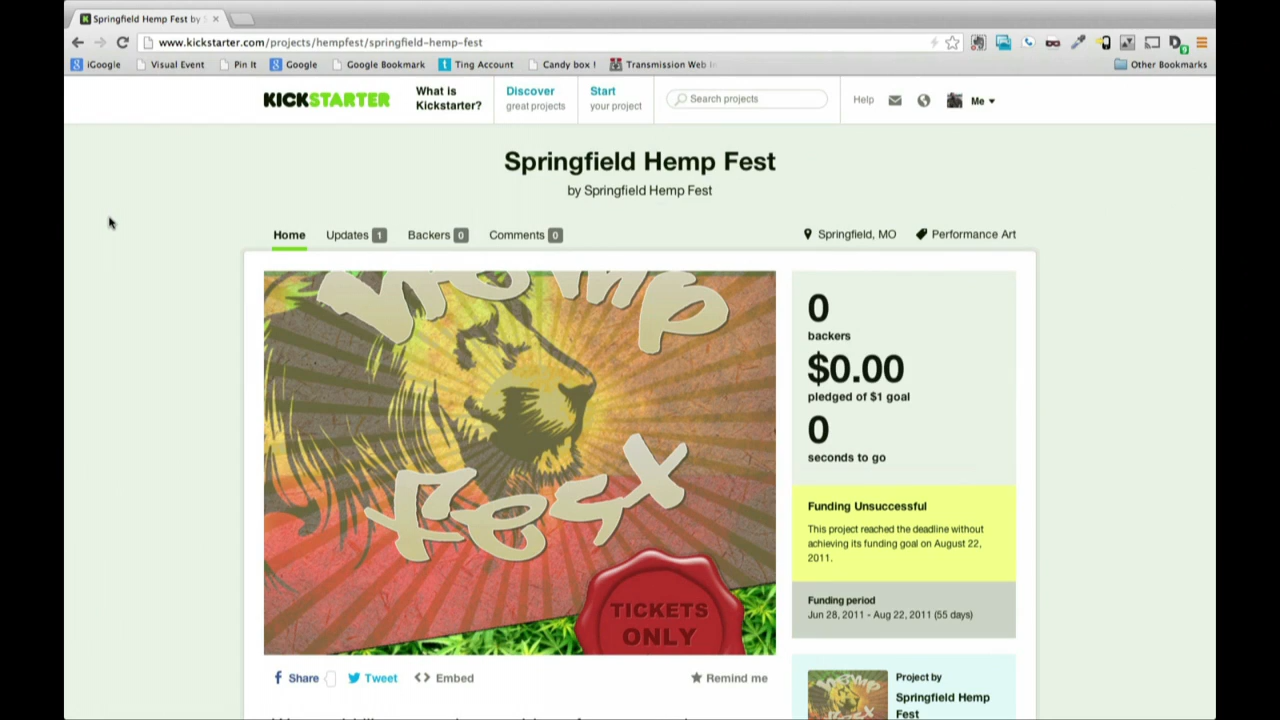 Springfield Hemp Fest by
www.kickstarter.com/projects/hempfest/springfield-hemp-fest
iGoogle Visual Event Pin It Google Google Bookmark Ting Account Candy box ! Transmission Web In Other Bookmarks
KICKSTARTER
What is
Kickstarter?
Discover
great projects
Start
your project
Search projects
Help
Me
Springfield Hemp Fest
by Springfield Hemp Fest
Home Updates 1 Backers 0 Comments 0 Springfield, MO Performance Art
Hemp
Fest
TICKETS
ONLY
0
backers
$0.00
pledged of $1 goal
0
seconds to go
Funding Unsuccessful
This project reached the deadline without
achieving its funding goal on August 22,
2011.
Funding period
Jun 28, 2011 - Aug 22, 2011 (55 days)
Share Tweet Embed Remind me
Project by
Springfield Hemp
Fest